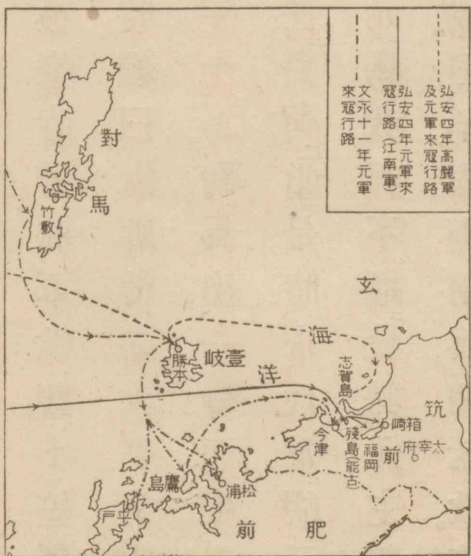 弘安四年高麗軍
及元軍來寇行路
弘安四年元軍來
寇行路(江南軍)
文永十一年元軍
來寇行路
對馬
竹敷
玄海洋
壹岐
勝本
志賀島
筑前
箱崎
太宰府
福岡
殘島(能古)
今津
松浦
鷹島
平戸
肥前